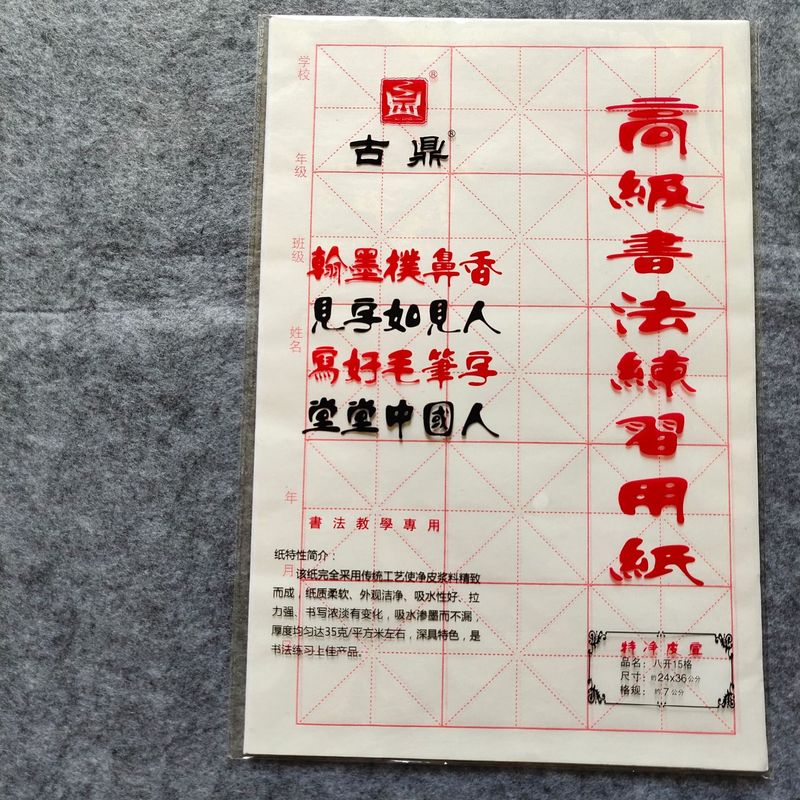 高級書法練習用紙
古鼎
翰墨撲鼻香
見字如見人
寫好毛筆字
堂堂中國人
書法教學專用
纸特性简介:
该纸完全采用传统工艺使净皮浆料精致
而成，纸质柔软、外观洁净、吸水性好、拉
力强、书写浓淡有变化，吸水渗墨而不漏，
厚度均匀达35克/平方米左右，深具特色，是
书法练习上佳产品。
特净皮宣
品名：八开15格
尺寸：约24x36公分
格规：约7公分
学校
年级
班级
姓名
年
月